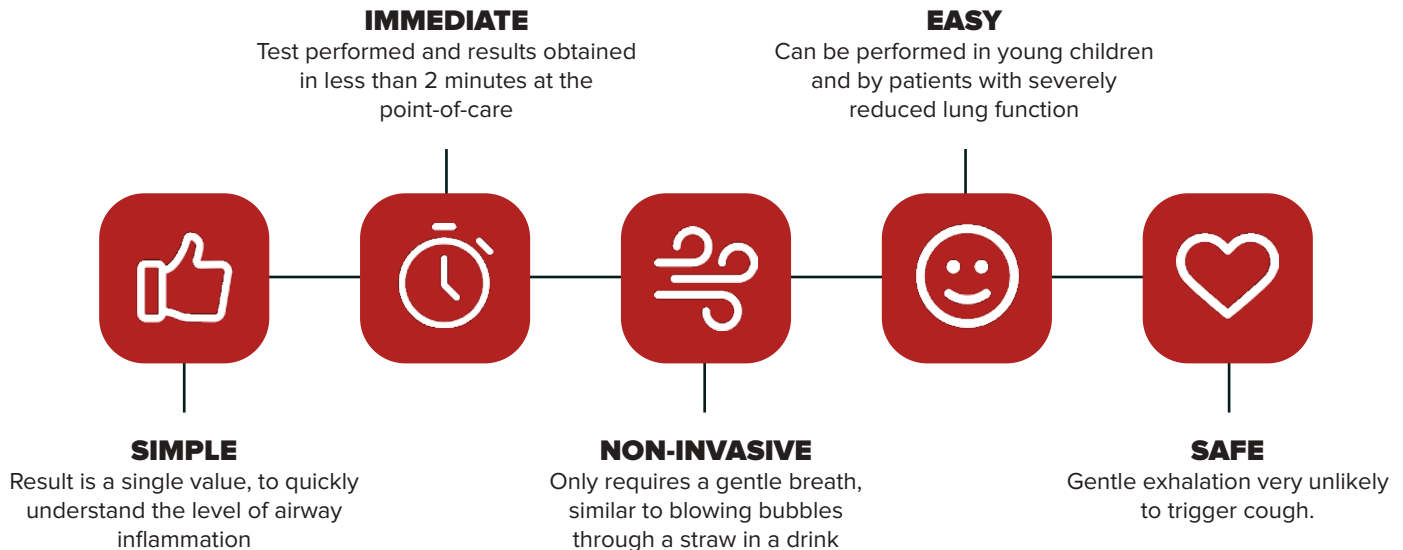 IMMEDIATE
Test performed and results obtained
in less than 2 minutes at the
point-of-care
EASY
Can be performed in young children
and by patients with severely
reduced lung function
SIMPLE
Result is a single value, to quickly
understand the level of airway
inflammation
NON-INVASIVE
Only requires a gentle breath,
similar to blowing bubbles
through a straw in a drink
SAFE
Gentle exhalation very unlikely
to trigger cough.